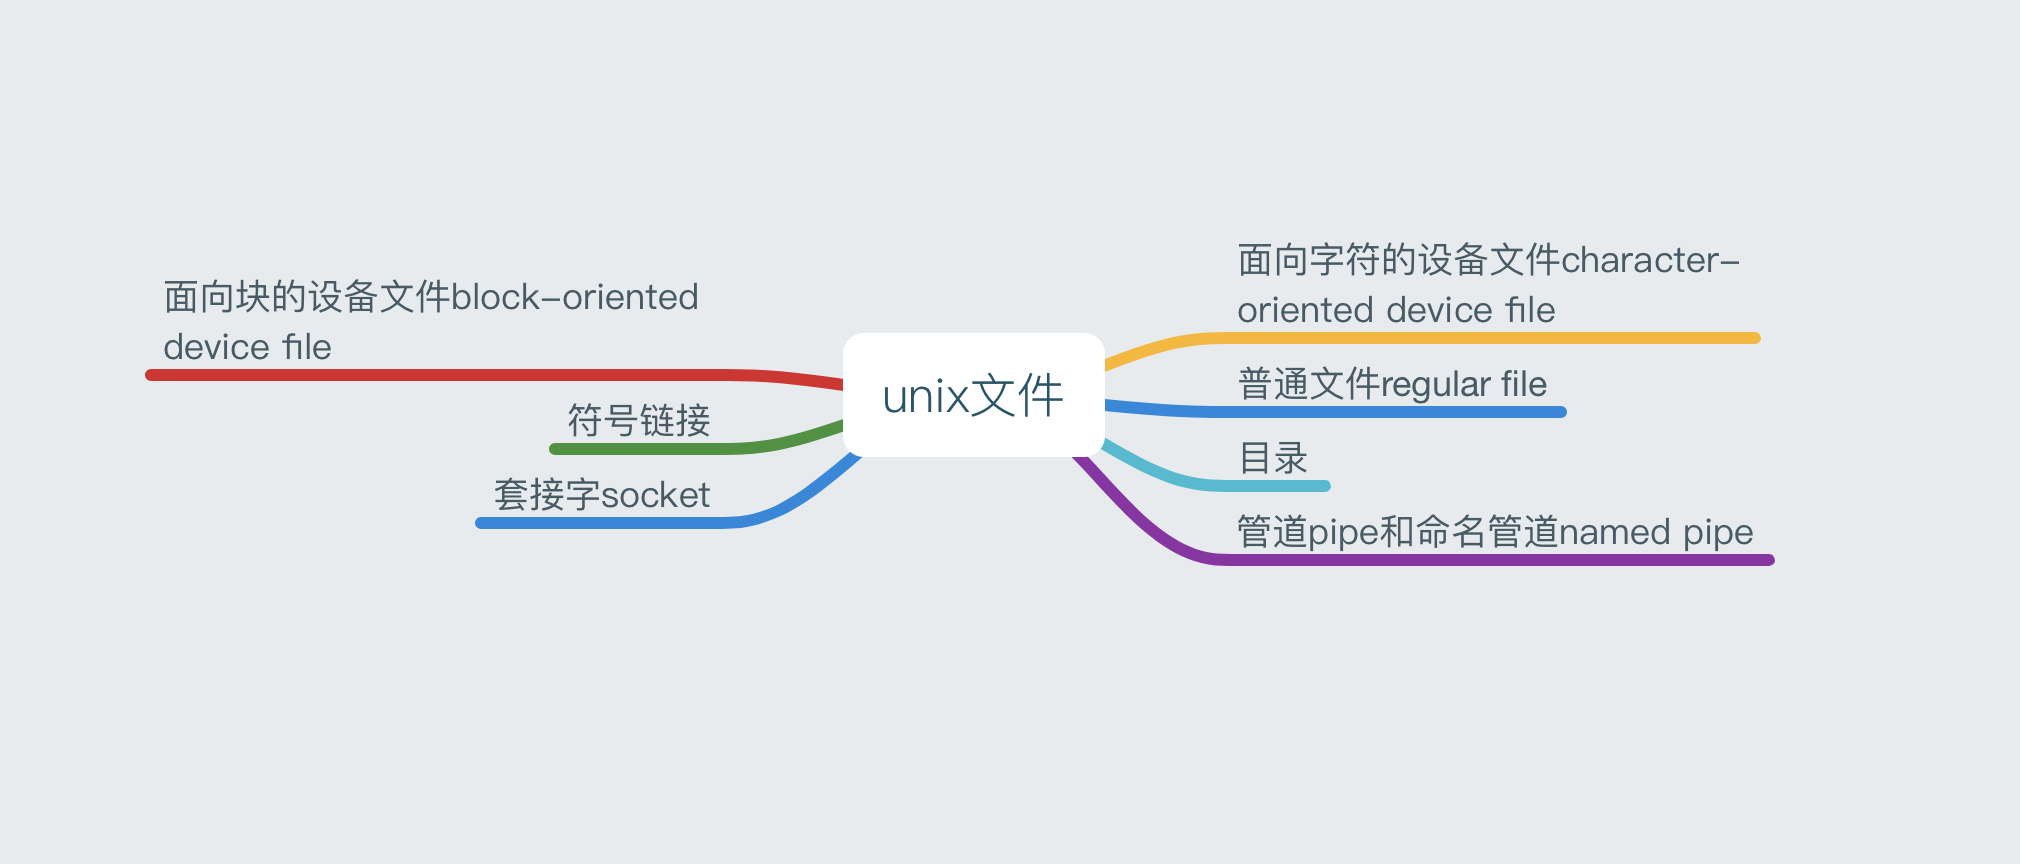 面向块的设备文件block-oriented
device file
符号链接
套接字socket
unix文件
面向字符的设备文件character-
oriented device file
普通文件regular file
目录
管道pipe和命名管道named pipe